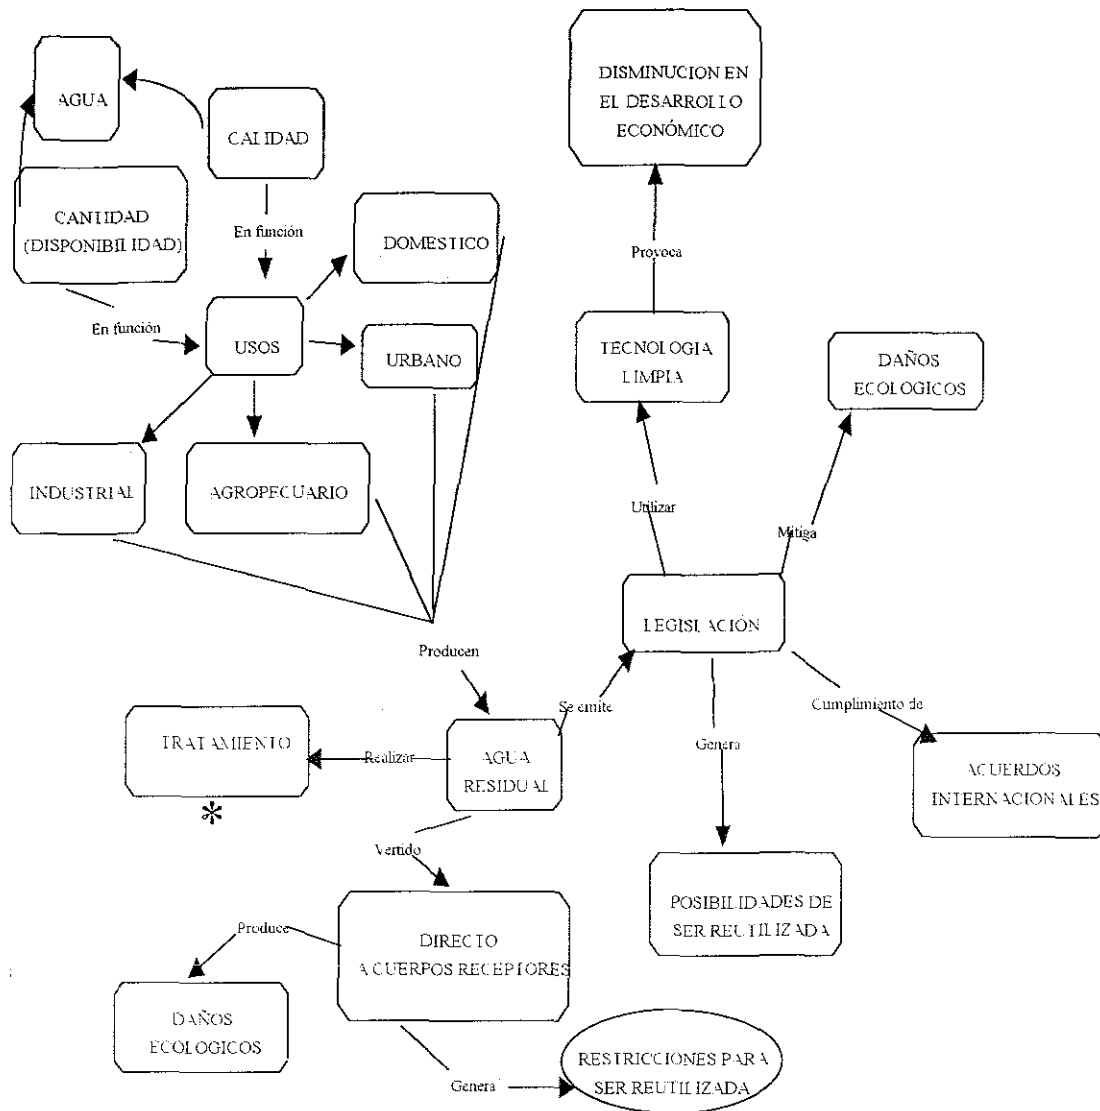 AGUA
CALIDAD
CANTIDAD
(DISPONIBILIDAD)
En función
En función
USOS
DOMESTICO
URBANO
INDUSTRIAL
AGROPECUARIO
DISMINUCION EN
EL DESARROLLO
ECONÓMICO
Provoca
TECNOLOGIA
LIMPIA
DAÑOS
ECOLOGICOS
Utilizar
Mitiga
LEGISLACIÓN
Producen
Se emite
Cumplimiento de
Genera
ACUERDOS
INTERNACIONALES
TRATAMIENTO
*
Realizar
AGUA
RESIDUAL
Vertido
POSIBILIDADES DE
SER REUTILIZADA
Produce
DIRECTO
A CUERPOS RECEPTORES
DAÑOS
ECOLOGICOS
Genera
RESTRICCIONES PARA
SER REUTILIZADA